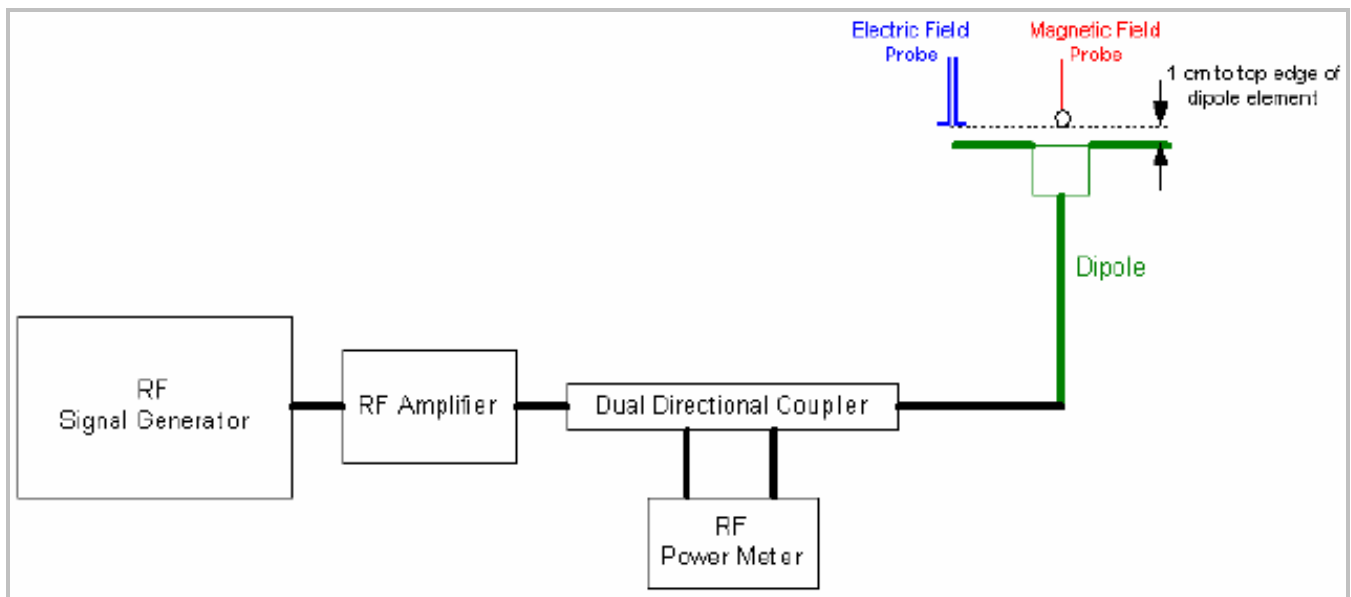 Electric Field
Probe
Magnetic Field
Probe
1 cm to top edge of
dipole element
Dipole
RF
Signal Generator
RF Amplifier
Dual Directional Coupler
RF
Power Meter